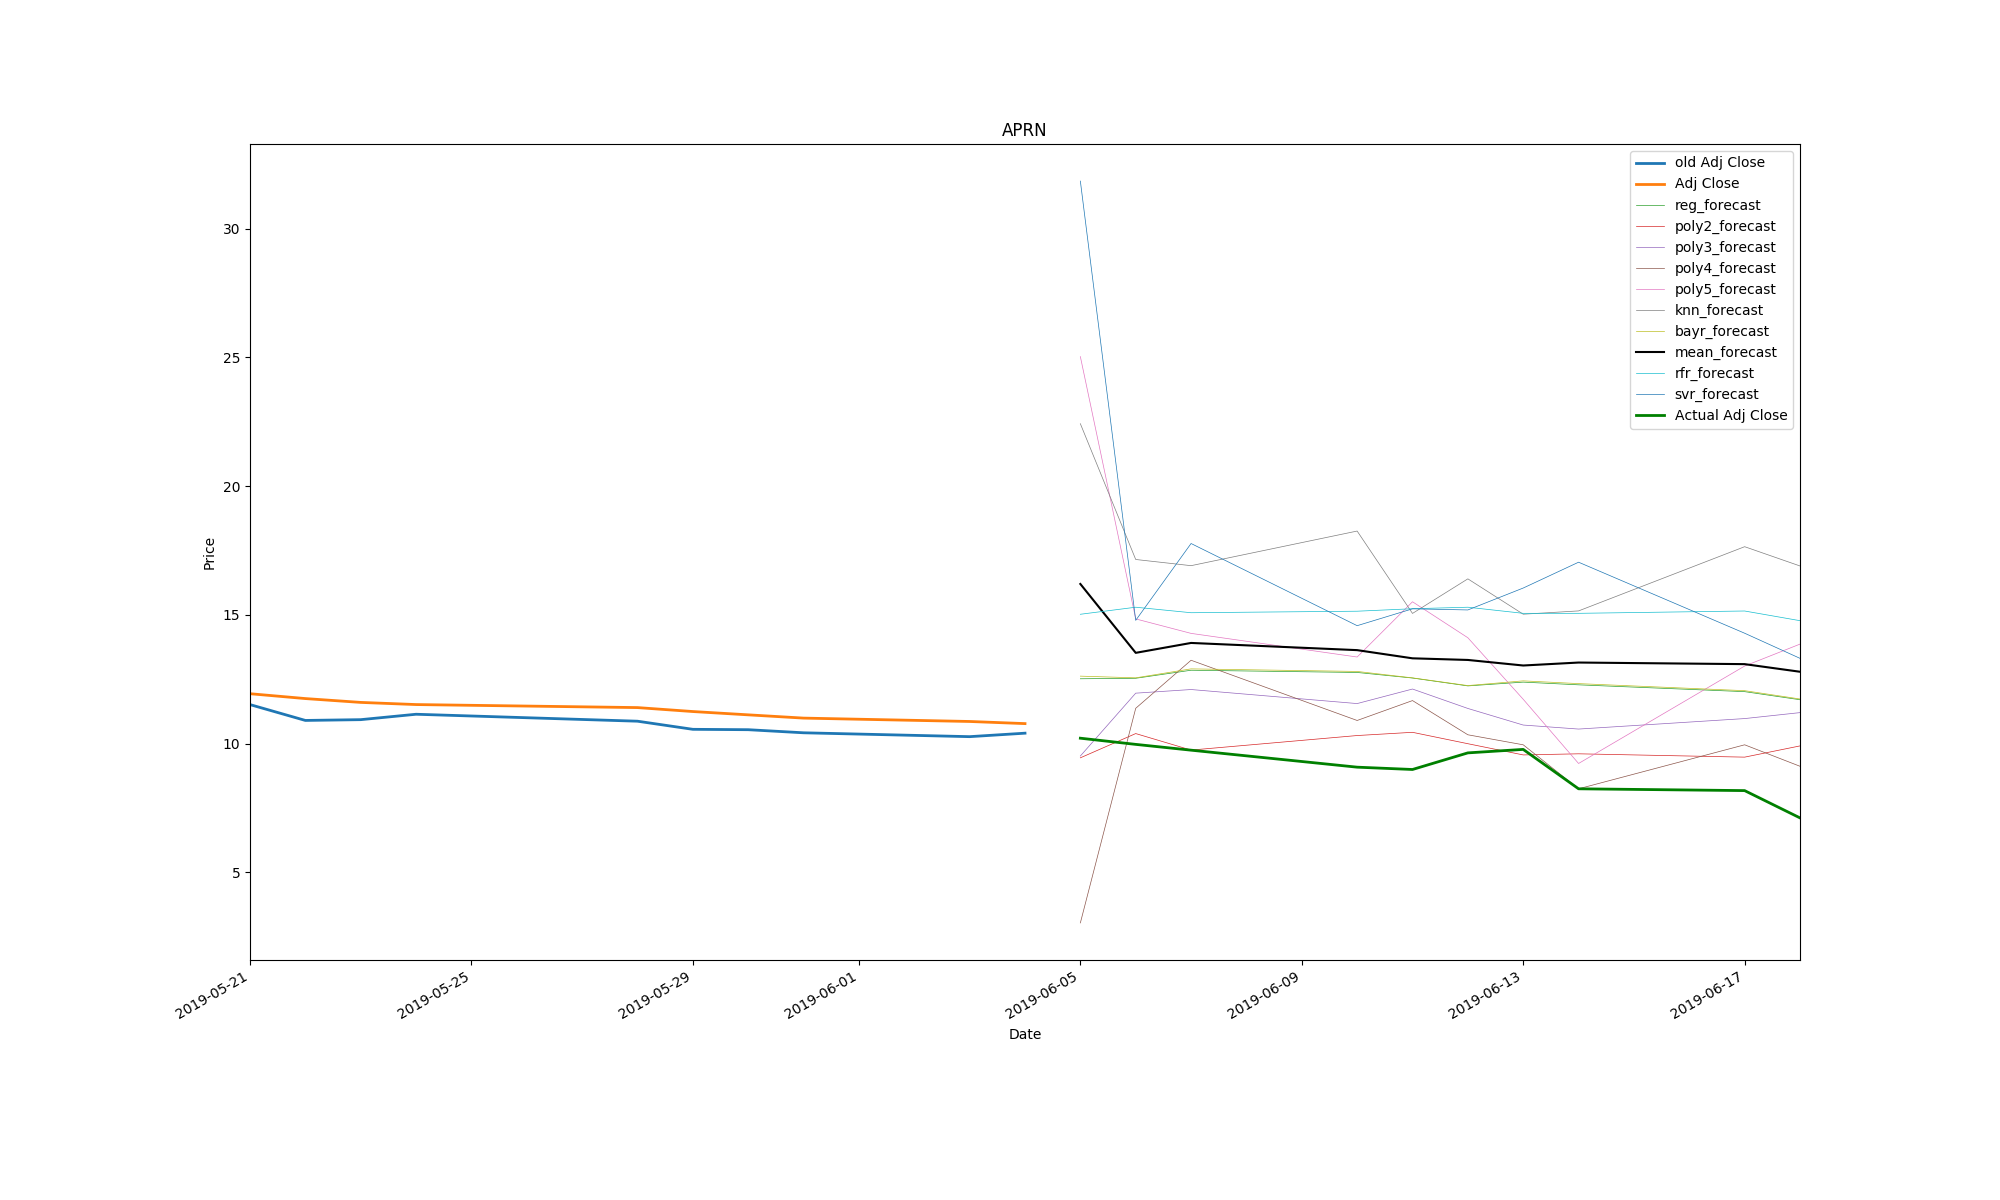 APRN
old Adj Close
Adj Close
reg_forecast
poly2_forecast
poly3_forecast
poly4_forecast
poly5_forecast
knn_forecast
bayr_forecast
mean_forecast
rfr_forecast
svr_forecast
Actual Adj Close
30
25
20
15
10
5
Price
2019-05-21
2019-05-25
2019-05-29
2019-06-01
2019-06-05
2019-06-09
2019-06-13
2019-06-17
Date